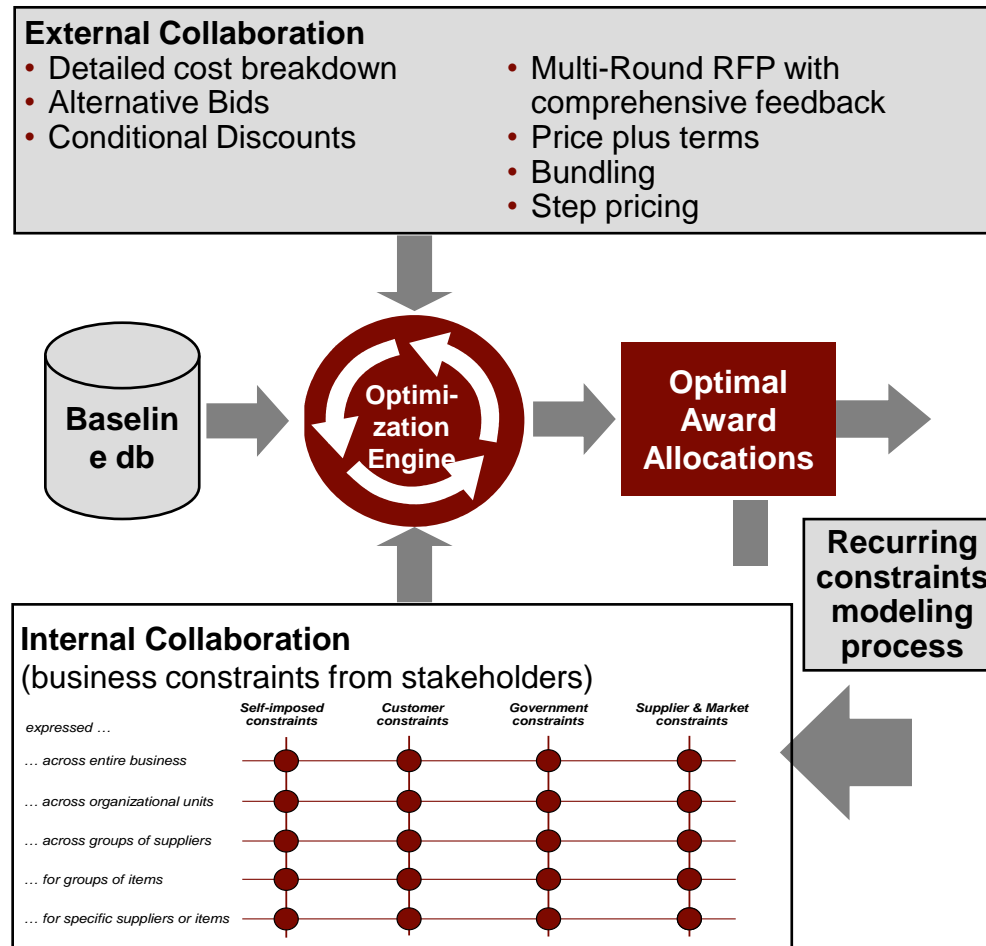 External Collaboration
• Detailed cost breakdown
• Alternative Bids
• Conditional Discounts
• Multi-Round RFP with
comprehensive feedback
• Price plus terms
• Bundling
• Step pricing
Baselin
e db
Optimi-
zation
Engine
Optimal
Award
Allocations
Recurring
constraints
modeling
process
Internal Collaboration
(business constraints from stakeholders)
expressed …
Self-imposed
constraints
Customer
constraints
Government
constraints
Supplier & Market
constraints
… across entire business
… across organizational units
… across groups of suppliers
… for groups of items
… for specific suppliers or items